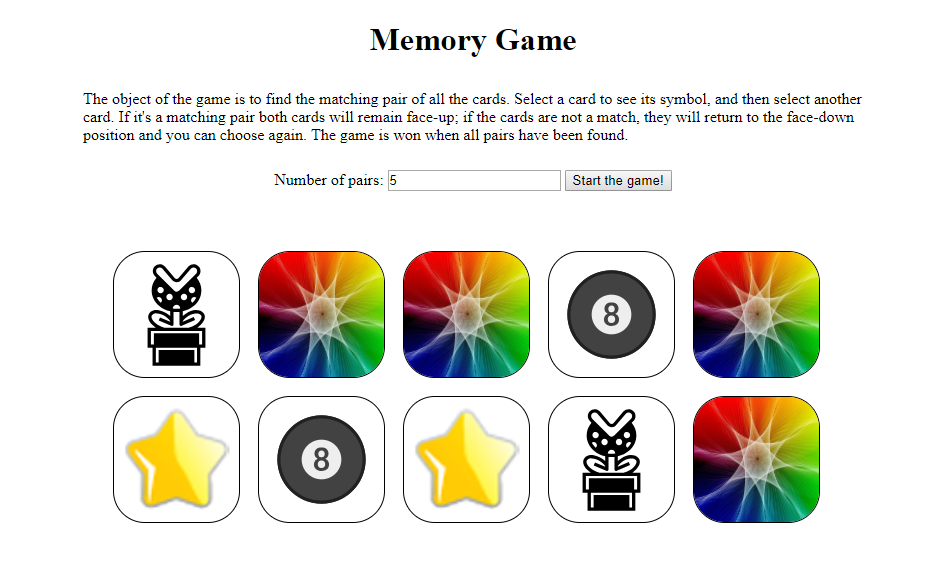 Memory Game
The object of the game is to find the matching pair of all the cards. Select a card to see its symbol, and then select another
card. If it's a matching pair both cards will remain face-up; if the cards are not a match, they will return to the face-down
position and you can choose again. The game is won when all pairs have been found.
Number of pairs: 5 Start the game!
8
8